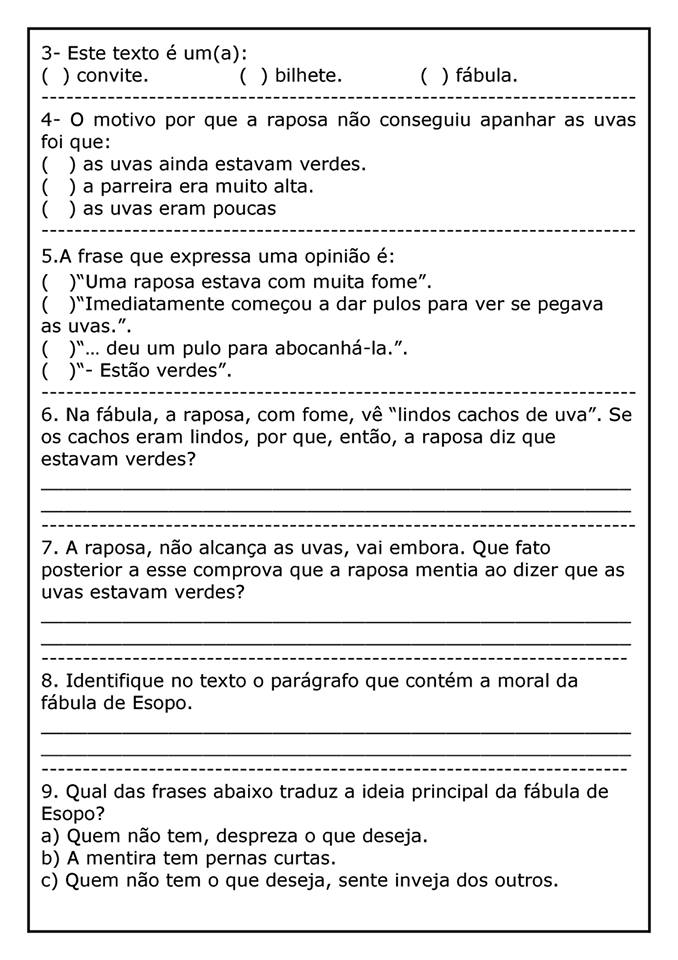 3- Este texto é um(a):
(  ) convite. (  ) bilhete. (  ) fábula.
--------------------------------------------------------------------------
4- O motivo por que a raposa não conseguiu apanhar as uvas
foi que:
(   ) as uvas ainda estavam verdes.
(   ) a parreira era muito alta.
(   ) as uvas eram poucas
--------------------------------------------------------------------------
5.A frase que expressa uma opinião é:
(   )“Uma raposa estava com muita fome”.
(   )“Imediatamente começou a dar pulos para ver se pegava
as uvas.”.
(   )“… deu um pulo para abocanhá-la.”.
(   )“- Estão verdes”.
--------------------------------------------------------------------------
6. Na fábula, a raposa, com fome, vê “lindos cachos de uva”. Se
os cachos eram lindos, por que, então, a raposa diz que
estavam verdes?
___________________________________________________________
___________________________________________________________
--------------------------------------------------------------------------
7. A raposa, não alcança as uvas, vai embora. Que fato
posterior a esse comprova que a raposa mentia ao dizer que as
uvas estavam verdes?
___________________________________________________________
___________________________________________________________
-------------------------------------------------------------------------
8. Identifique no texto o parágrafo que contém a moral da
fábula de Esopo.
___________________________________________________________
___________________________________________________________
-------------------------------------------------------------------------
9. Qual das frases abaixo traduz a ideia principal da fábula de
Esopo?
a) Quem não tem, despreza o que deseja.
b) A mentira tem pernas curtas.
c) Quem não tem o que deseja, sente inveja dos outros.